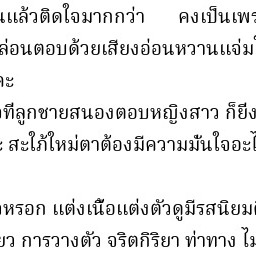 แล้วติดใจมากกว่า คงเป็นเพร
ล่อนตอบด้วยเสียงอ่อนหวานแจ่ม
ค่ะ
ที่ลูกชายสนองตอบหญิงสาว ก็ยิ่ง
สะใภ้ใหม่ตาต้องมีความมั่นใจอะไ
หรอก แต่งเนื้อแต่งตัวดูมีรสนิยม
ยว การวางตัว จริตกิริยา ท่าทาง ไม